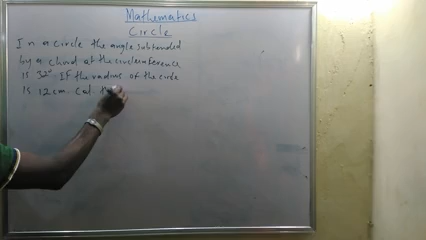 Mathematics
Circle
In a circle the angle subtended
by a chord at the circumference
is 32° If the radius of the circle
is 12cm. Cal. th